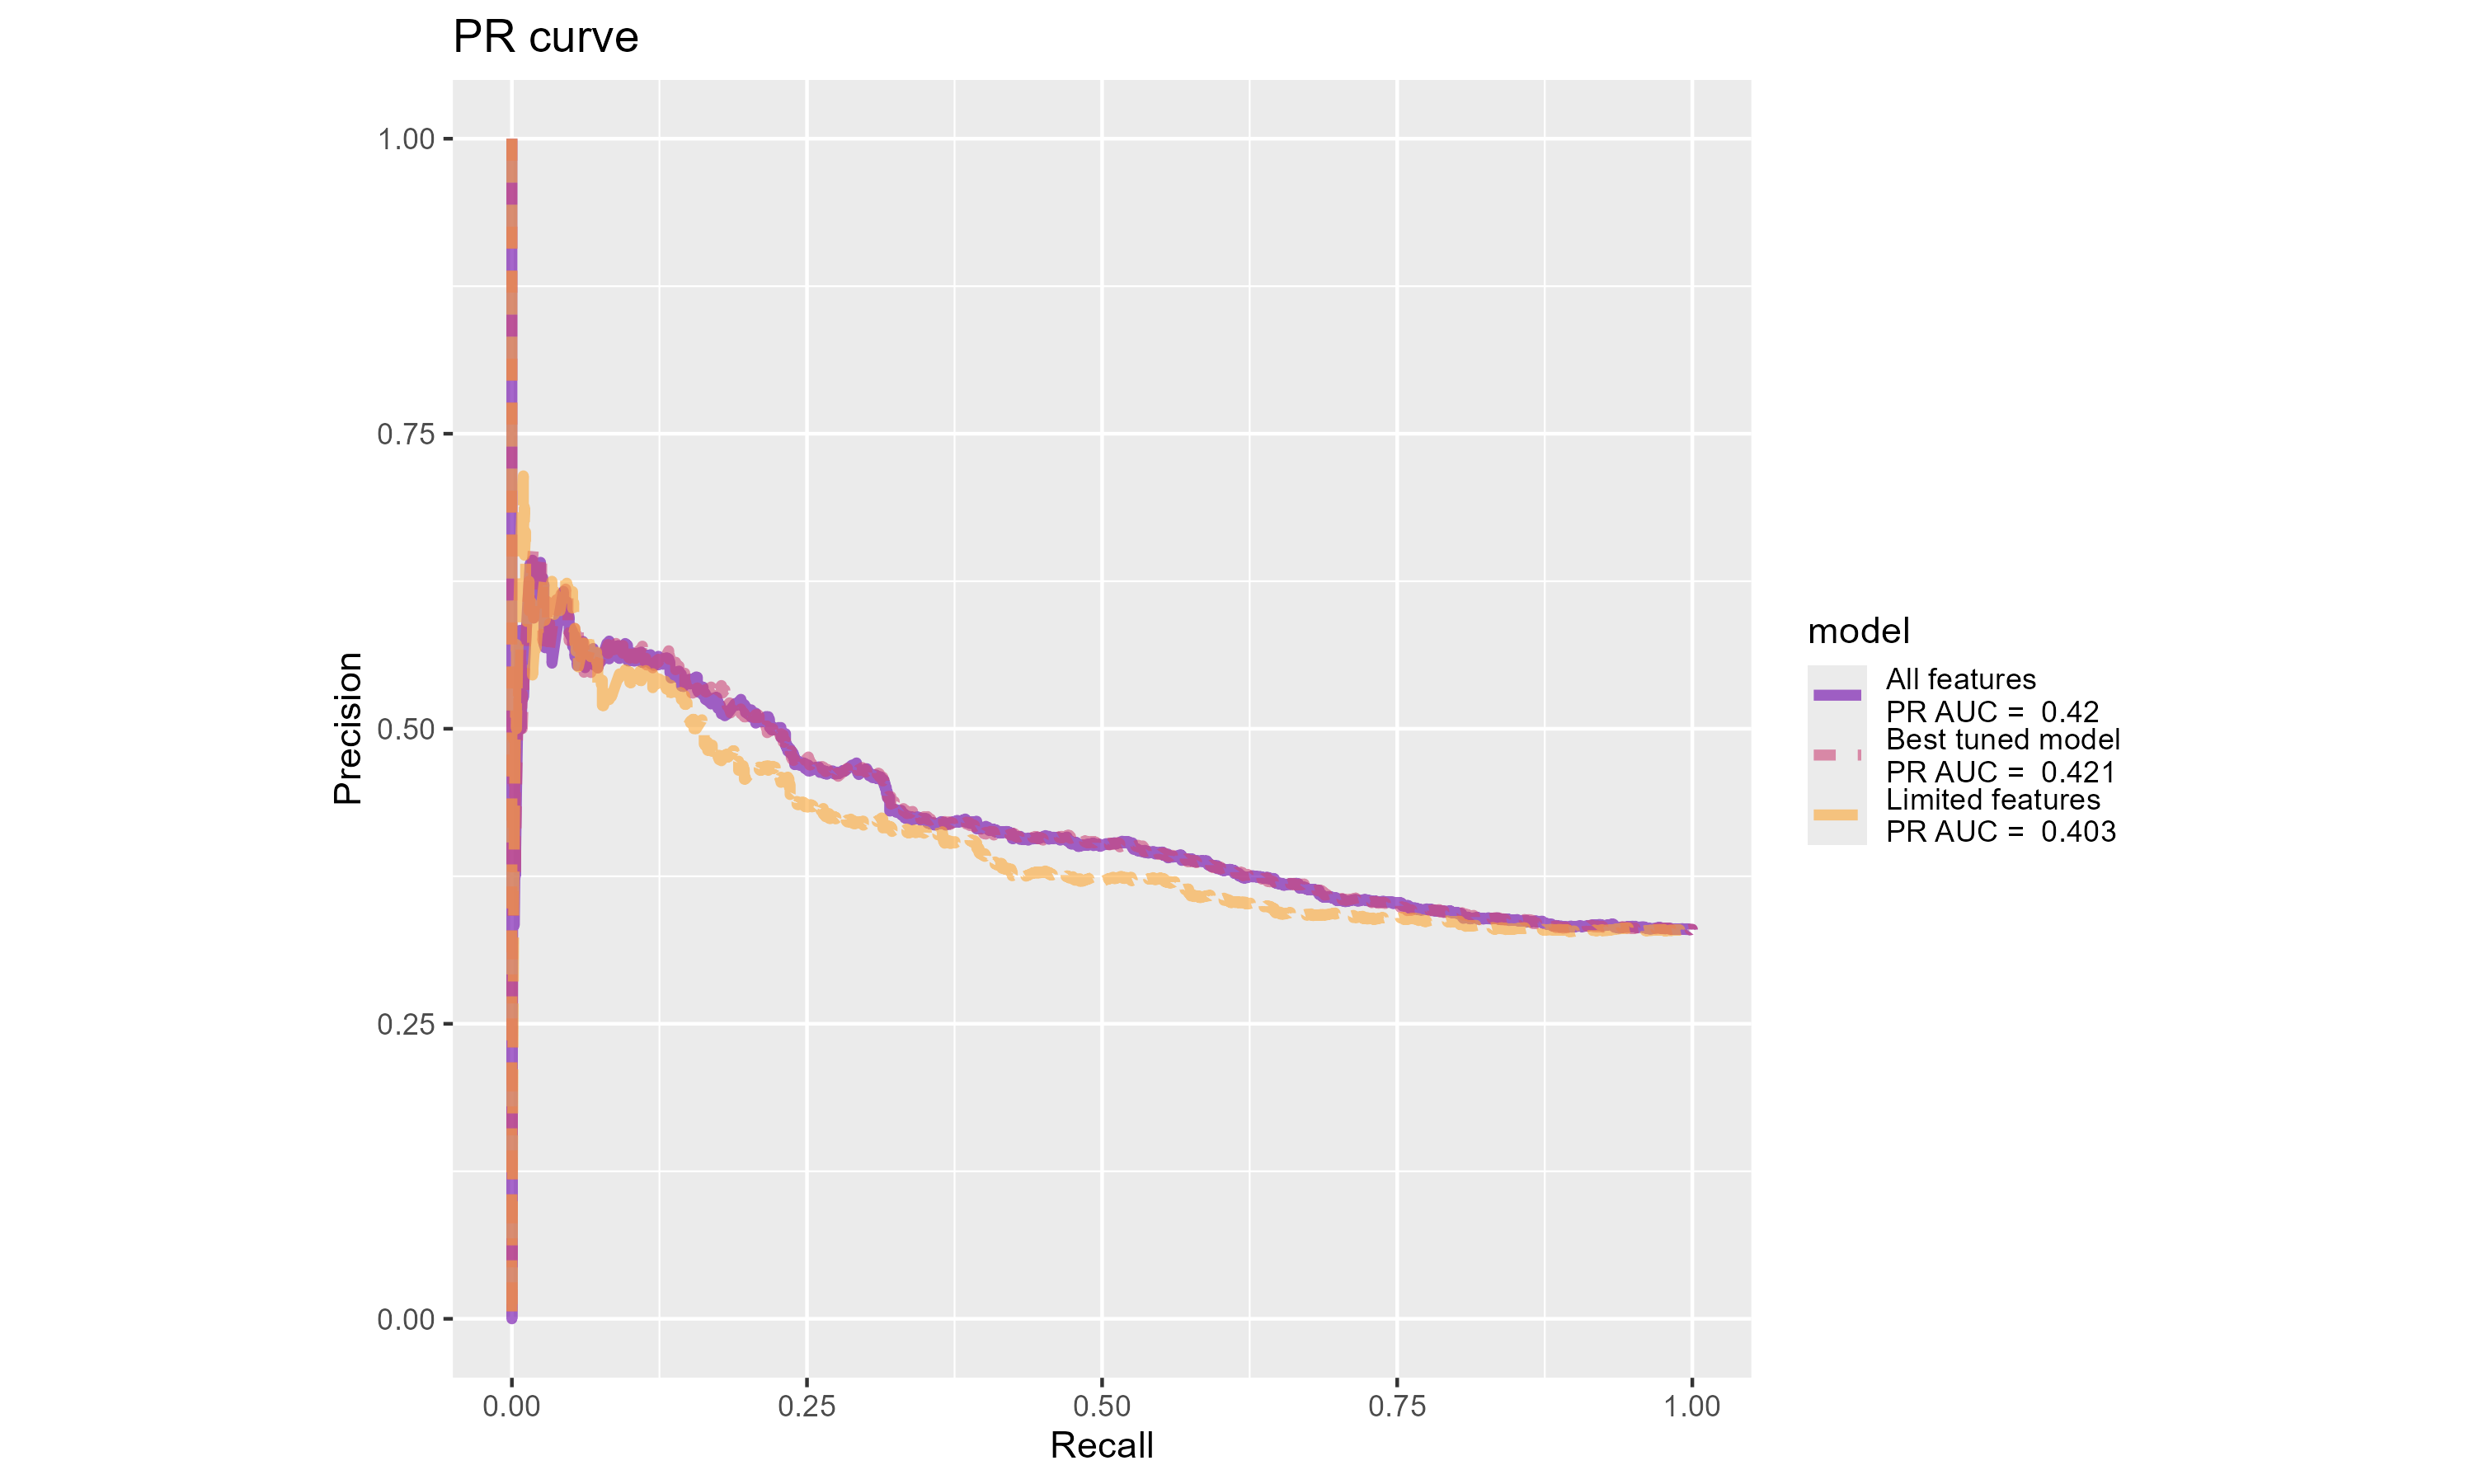 PR curve
1.00
0.75
0.50
0.25
0.00
Precision
0.00 0.25 0.50 0.75 1.00
Recall
model
All features
PR AUC = 0.42
Best tuned model
PR AUC = 0.421
Limited features
PR AUC = 0.403